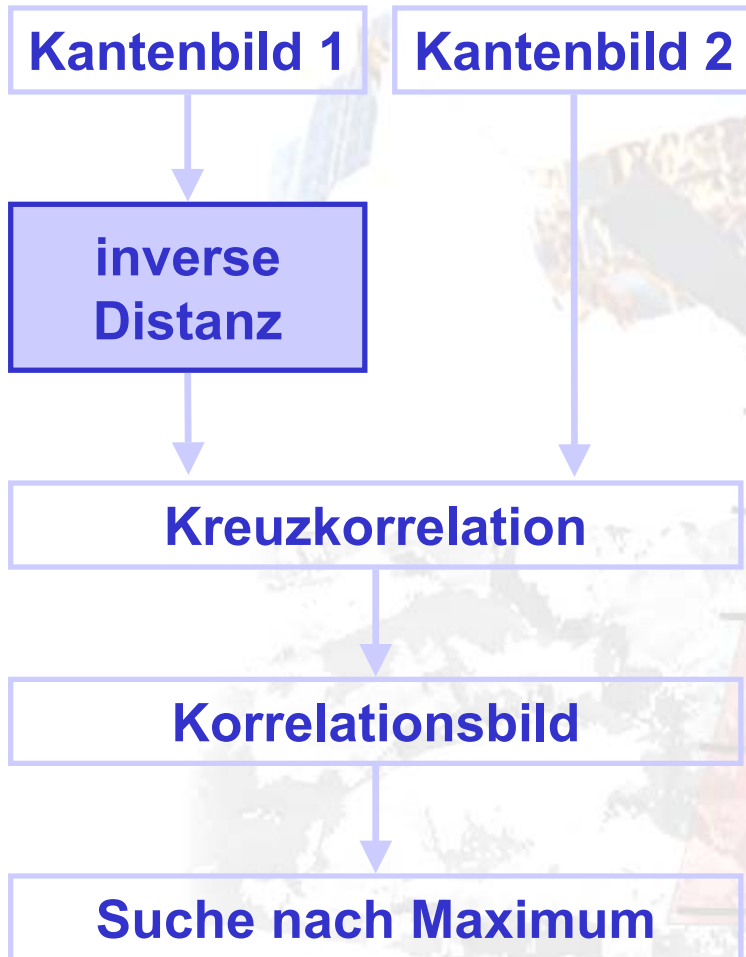 Kantenbild 1
Kantenbild 2
inverse
Distanz
Kreuzkorrelation
Korrelationsbild
Suche nach Maximum